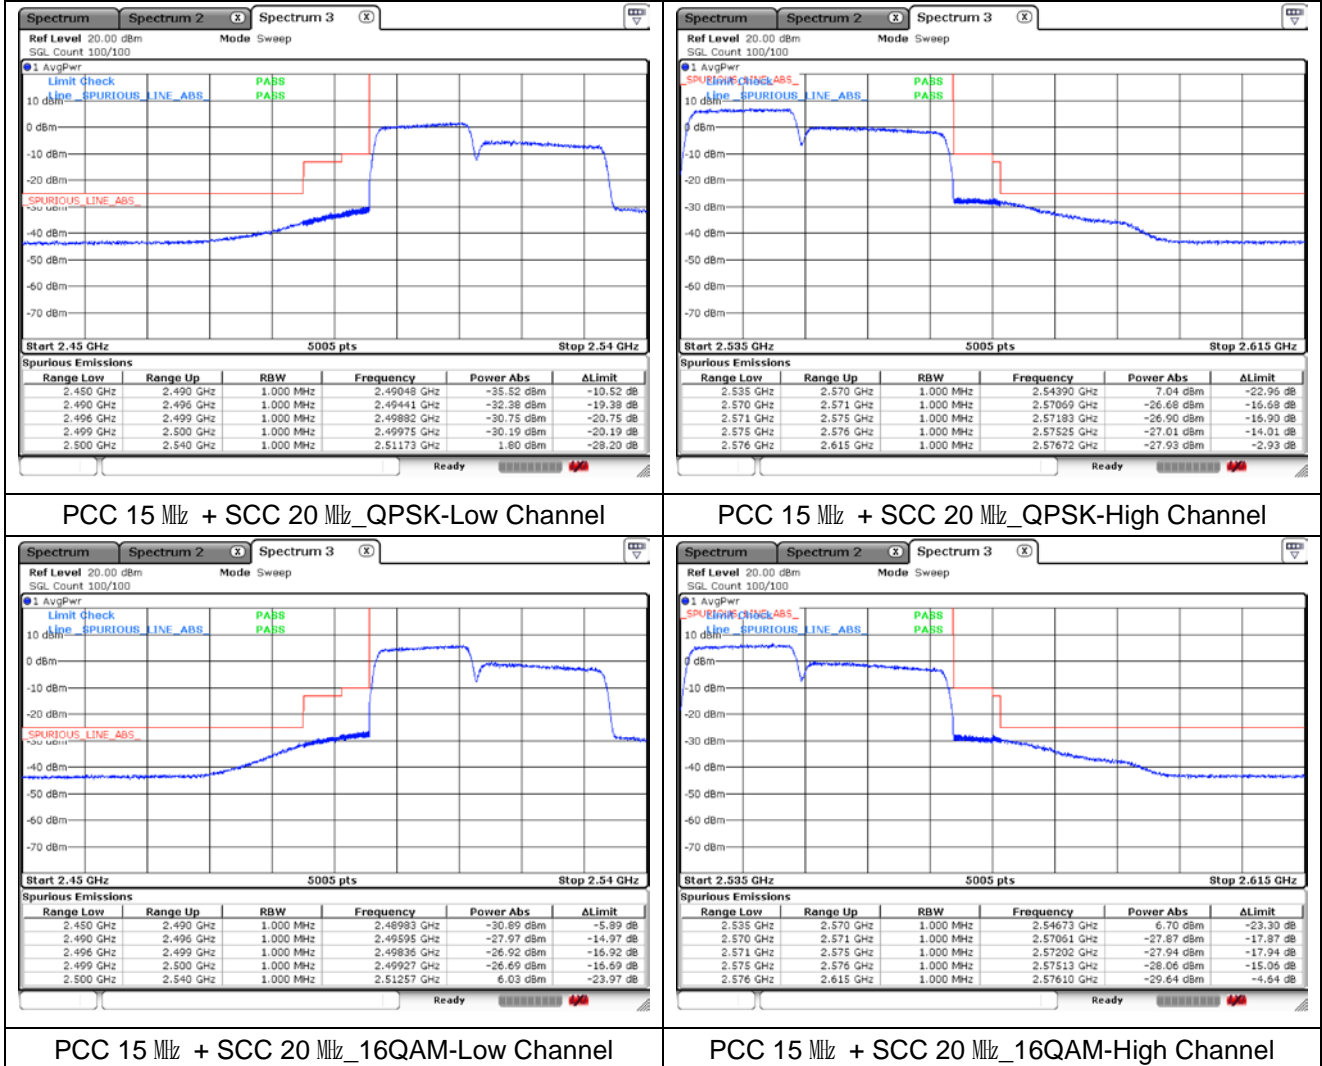 Spectrum Spectrum 2 X Spectrum 3 X
Ref Level 20.00 dBm Mode Sweep
SGL Count 100/100
1 AvgPwr
Limit Check PASS
Line _SPURIOUS_LINE_ABS_ PASS
10 dBm
0 dBm
-10 dBm
-20 dBm
_SPURIOUS_LINE_ABS_
-30 dBm
-40 dBm
-50 dBm
-60 dBm
-70 dBm
Start 2.45 GHz 5005 pts Stop 2.54 GHz
Spurious Emissions
Range Low Range Up RBW Frequency Power Abs ΔLimit
2.450 GHz 2.490 GHz 1.000 MHz 2.49048 GHz -35.52 dBm -10.52 dB
2.490 GHz 2.496 GHz 1.000 MHz 2.49441 GHz -32.38 dBm -19.38 dB
2.496 GHz 2.499 GHz 1.000 MHz 2.49882 GHz -30.75 dBm -20.75 dB
2.499 GHz 2.500 GHz 1.000 MHz 2.49975 GHz -30.19 dBm -20.19 dB
2.500 GHz 2.540 GHz 1.000 MHz 2.51173 GHz 1.80 dBm -28.20 dB
Ready
PCC 15 ㎒ + SCC 20 ㎒_QPSK-Low Channel
Spectrum Spectrum 2 X Spectrum 3 X
Ref Level 20.00 dBm Mode Sweep
SGL Count 100/100
1 AvgPwr
_SPURIOUS_LINE_ABS_
Limit Check PASS
Line _SPURIOUS_LINE_ABS_ PASS
10 dBm
0 dBm
-10 dBm
-20 dBm
-30 dBm
-40 dBm
-50 dBm
-60 dBm
-70 dBm
Start 2.535 GHz 5005 pts Stop 2.615 GHz
Spurious Emissions
Range Low Range Up RBW Frequency Power Abs ΔLimit
2.535 GHz 2.570 GHz 1.000 MHz 2.54390 GHz 7.04 dBm -22.96 dB
2.570 GHz 2.571 GHz 1.000 MHz 2.57069 GHz -26.68 dBm -16.68 dB
2.571 GHz 2.575 GHz 1.000 MHz 2.57183 GHz -26.90 dBm -16.90 dB
2.575 GHz 2.576 GHz 1.000 MHz 2.57525 GHz -27.01 dBm -14.01 dB
2.576 GHz 2.615 GHz 1.000 MHz 2.57672 GHz -27.93 dBm -2.93 dB
Ready
PCC 15 ㎒ + SCC 20 ㎒_QPSK-High Channel
Spectrum Spectrum 2 X Spectrum 3 X
Ref Level 20.00 dBm Mode Sweep
SGL Count 100/100
1 AvgPwr
Limit Check PASS
Line _SPURIOUS_LINE_ABS_ PASS
10 dBm
0 dBm
-10 dBm
-20 dBm
_SPURIOUS_LINE_ABS_
-30 dBm
-40 dBm
-50 dBm
-60 dBm
-70 dBm
Start 2.45 GHz 5005 pts Stop 2.54 GHz
Spurious Emissions
Range Low Range Up RBW Frequency Power Abs ΔLimit
2.450 GHz 2.490 GHz 1.000 MHz 2.48983 GHz -30.89 dBm -5.89 dB
2.490 GHz 2.496 GHz 1.000 MHz 2.49595 GHz -27.97 dBm -14.97 dB
2.496 GHz 2.499 GHz 1.000 MHz 2.49836 GHz -26.92 dBm -16.92 dB
2.499 GHz 2.500 GHz 1.000 MHz 2.49927 GHz -26.69 dBm -16.69 dB
2.500 GHz 2.540 GHz 1.000 MHz 2.51257 GHz 6.03 dBm -23.97 dB
Ready
PCC 15 ㎒ + SCC 20 ㎒_16QAM-Low Channel
Spectrum Spectrum 2 X Spectrum 3 X
Ref Level 20.00 dBm Mode Sweep
SGL Count 100/100
1 AvgPwr
_SPURIOUS_LINE_ABS_
Limit Check PASS
Line _SPURIOUS_LINE_ABS_ PASS
10 dBm
0 dBm
-10 dBm
-20 dBm
-30 dBm
-40 dBm
-50 dBm
-60 dBm
-70 dBm
Start 2.535 GHz 5005 pts Stop 2.615 GHz
Spurious Emissions
Range Low Range Up RBW Frequency Power Abs ΔLimit
2.535 GHz 2.570 GHz 1.000 MHz 2.54673 GHz 6.70 dBm -23.30 dB
2.570 GHz 2.571 GHz 1.000 MHz 2.57061 GHz -27.87 dBm -17.87 dB
2.571 GHz 2.575 GHz 1.000 MHz 2.57202 GHz -27.94 dBm -17.94 dB
2.575 GHz 2.576 GHz 1.000 MHz 2.57513 GHz -28.06 dBm -15.06 dB
2.576 GHz 2.615 GHz 1.000 MHz 2.57610 GHz -29.64 dBm -4.64 dB
Ready
PCC 15 ㎒ + SCC 20 ㎒_16QAM-High Channel